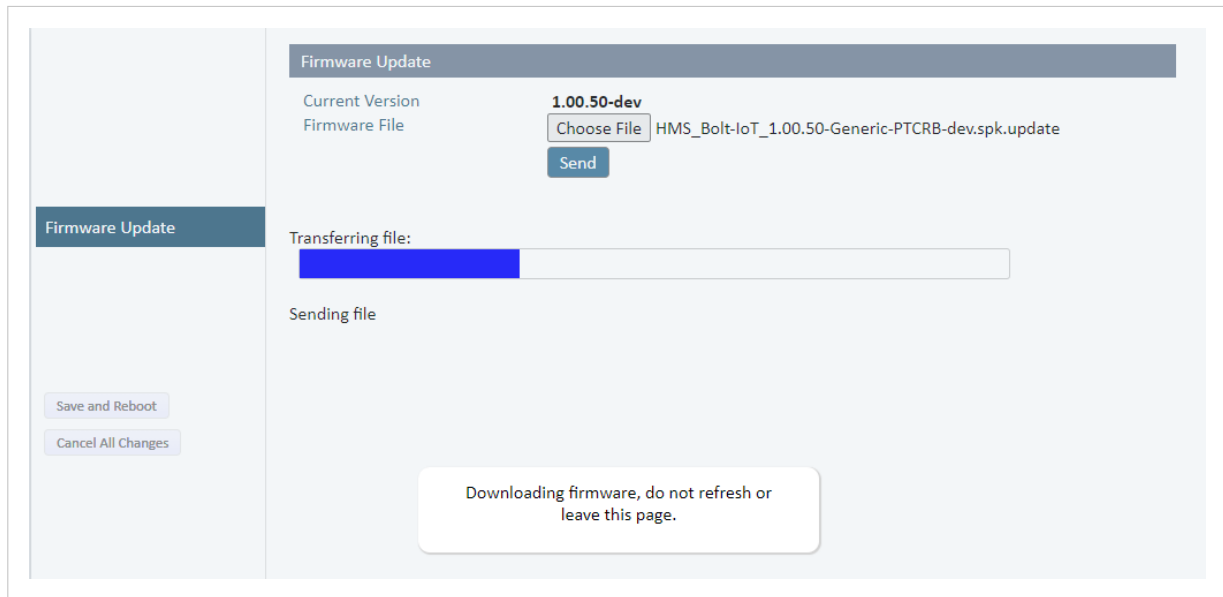 Firmware Update
Current Version
1.00.50-dev
Firmware File
Choose File HMS_Bolt-IoT_1.00.50-Generic-PTCRB-dev.spk.update
Send
Firmware Update
Transferring file:
Sending file
Save and Reboot
Cancel All Changes
Downloading firmware, do not refresh or
leave this page.